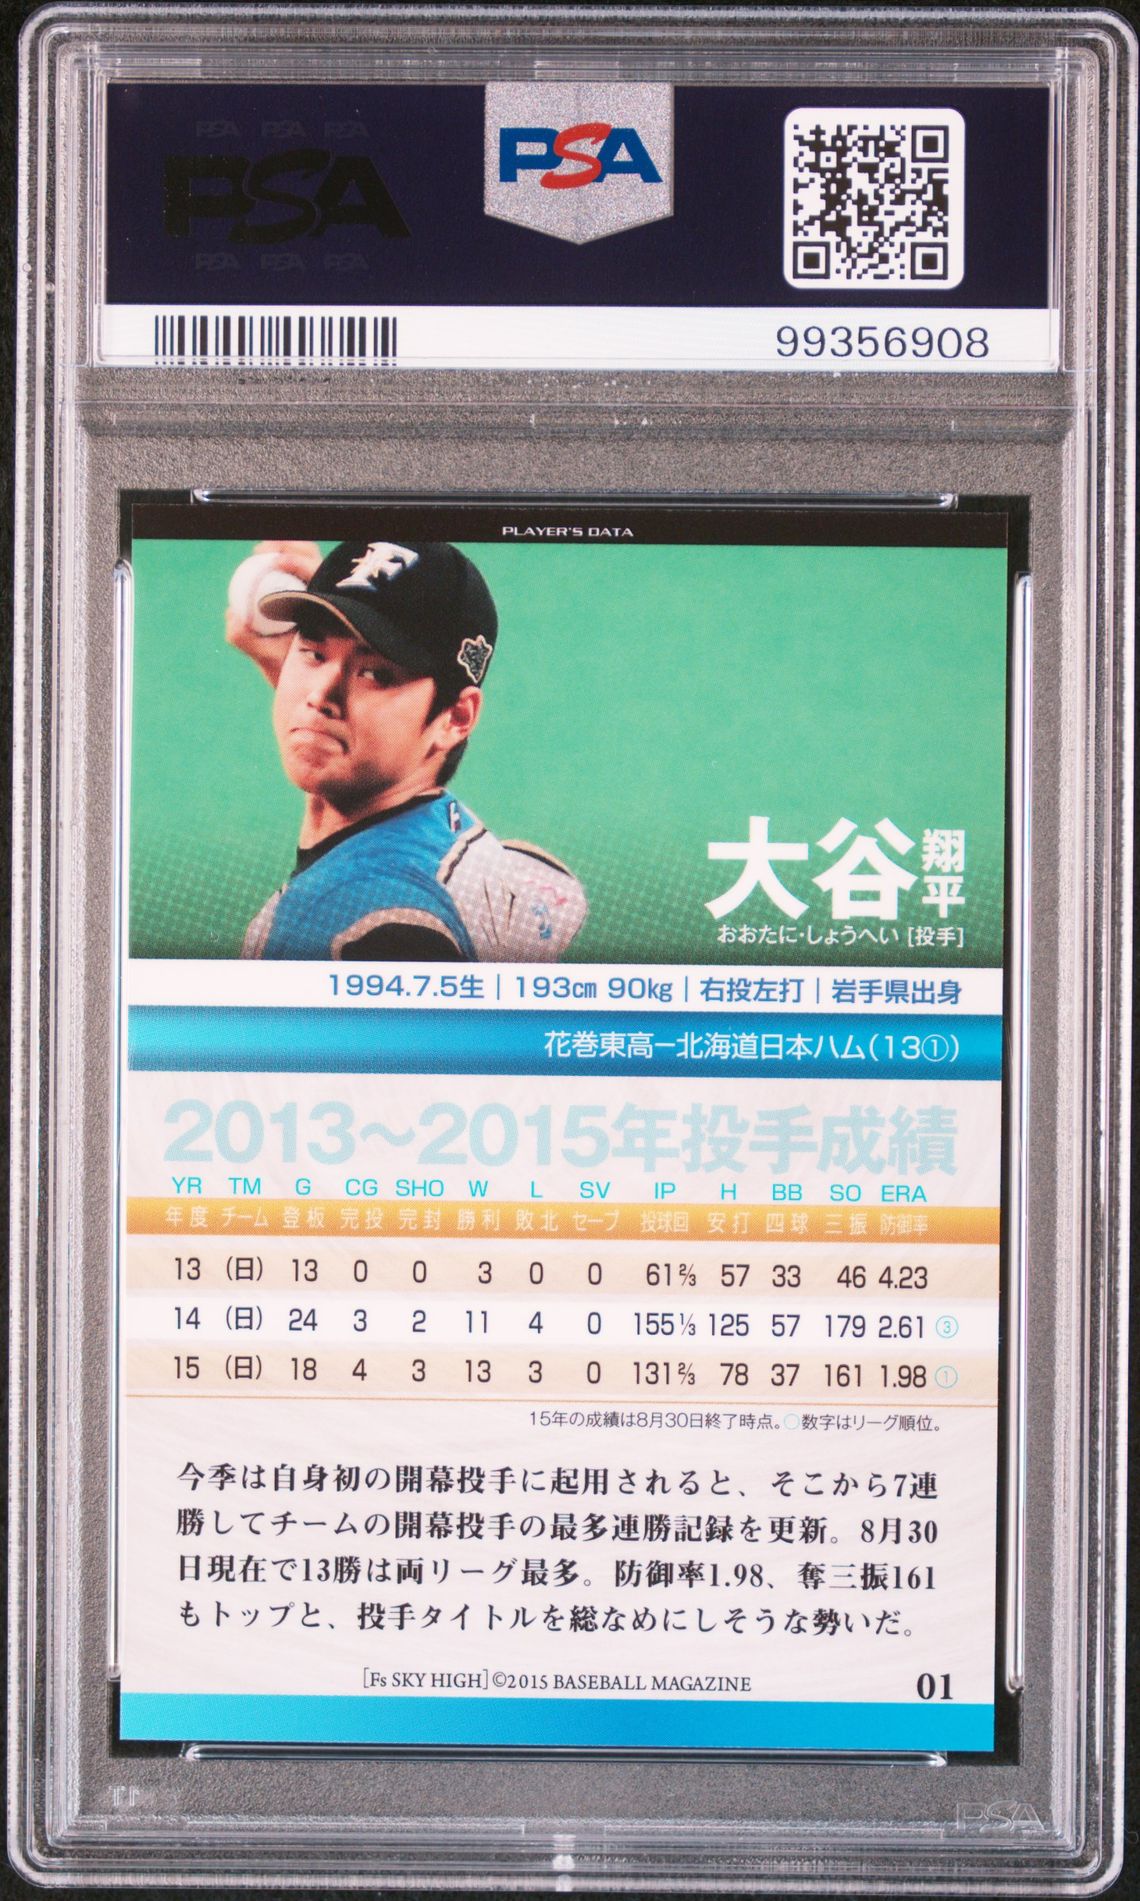 PSA PSA PSA
PSA
PSA PSA PSA
PSA
99356908
PLAYER'S DATA
大谷翔平
おおたに・しょうへい [投手]
1994.7.5生｜193㎝ 90㎏｜右投左打｜岩手県出身
花巻東高－北海道日本ハム（13①）
2013～2015年投手成績
YR TM G CG SHO W L SV IP H BB SO ERA
年度 チーム 登板 完投 完封 勝利 敗北 セーブ 投球回 安打 四球 三振 防御率
13 （日） 13 0 0 3 0 0 61⅔ 57 33 46 4.23
14 （日） 24 3 2 11 4 0 155⅓ 125 57 179 2.61 ③
15 （日） 18 4 3 13 3 0 131⅔ 78 37 161 1.98 ①
15年の成績は8月30日終了時点。○数字はリーグ順位。
今季は自身初の開幕投手に起用されると、そこから7連
勝してチームの開幕投手の最多連勝記録を更新。8月30
日現在で13勝は両リーグ最多。防御率1.98、奪三振161
もトップと、投手タイトルを総なめにしそうな勢いだ。
[Fs SKY HIGH]©2015 BASEBALL MAGAZINE
01
PSA